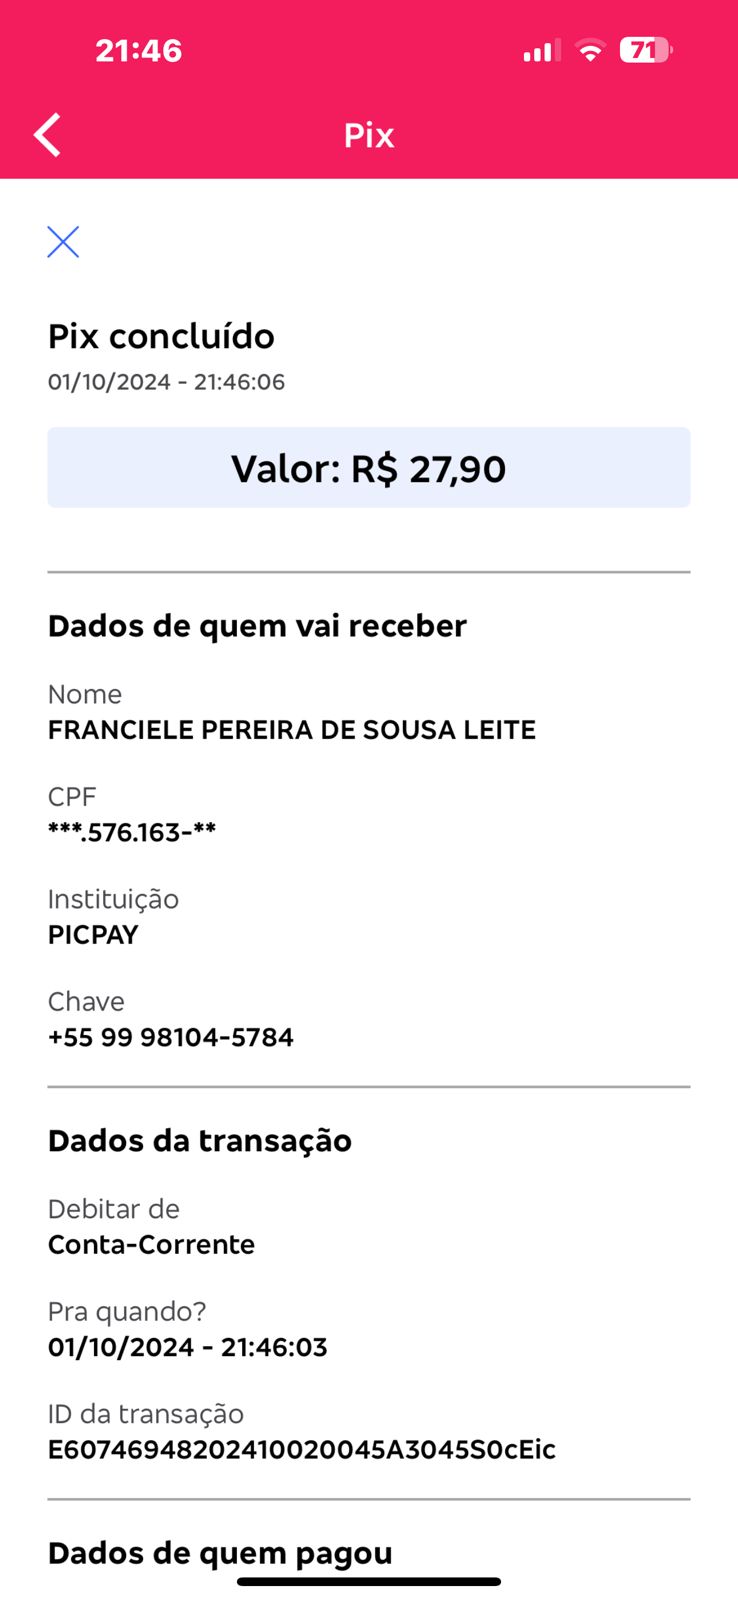 21:46
71
Pix
Pix concluído
01/10/2024 - 21:46:06
Valor: R$ 27,90
Dados de quem vai receber
Nome
FRANCIELE PEREIRA DE SOUSA LEITE
CPF
***.576.163-**
Instituição
PICPAY
Chave
+55 99 98104-5784
Dados da transação
Debitar de
Conta-Corrente
Pra quando?
01/10/2024 - 21:46:03
ID da transação
E60746948202410020045A3045S0cEic
Dados de quem pagou